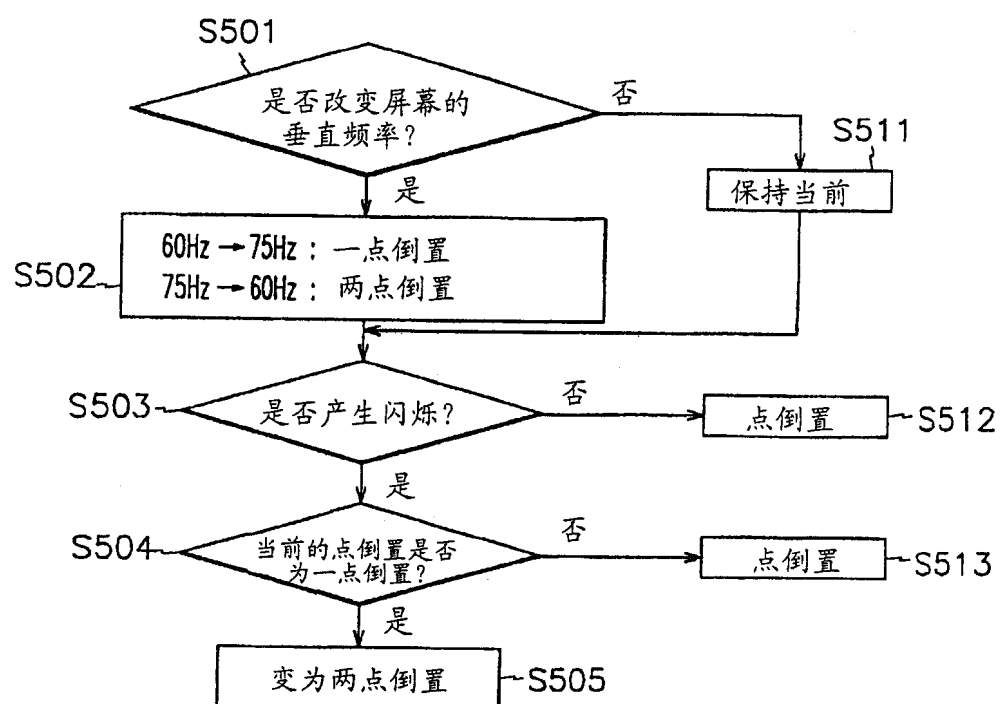 S501
是否改变屏幕的
垂直频率?
否
S511
保持当前
是
S502
60Hz→75Hz: 一点倒置
75Hz→60Hz: 两点倒置
S503
是否产生闪烁?
否
点倒置
S512
是
S504
当前的点倒置是否
为一点倒置?
否
点倒置
S513
是
变为两点倒置
S505